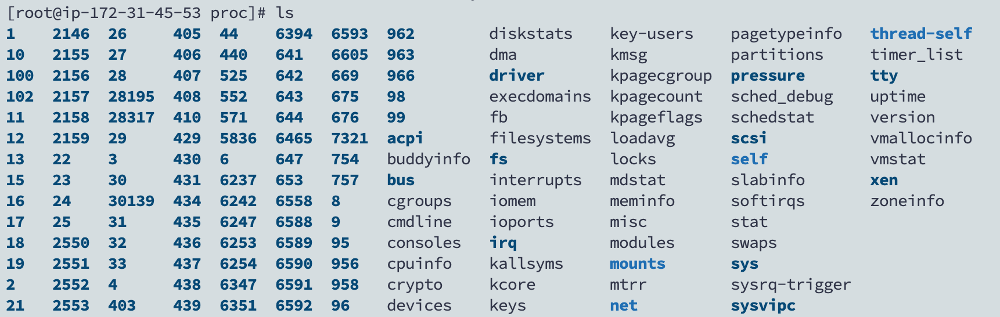 [root@ip-172-31-45-53 proc]# ls
1    2146  26     405  44    6394  6593  962        diskstats    key-users    pagetypeinfo   thread-self
10   2155  27     406  440   641   6605  963        dma          kmsg         partitions     timer_list
100  2156  28     407  525   642   669   966        driver       kpagecgroup  pressure       tty
102  2157  28195  408  552   643   675   98         execdomains  kpagecount   sched_debug    uptime
11   2158  28317  410  571   644   676   99         fb           kpageflags   schedstat      version
12   2159  29     429  5836  6465  7321  acpi       filesystems  loadavg      scsi           vmallocinfo
13   22    3      430  6     647   754   buddyinfo  fs           locks        self           vmstat
15   23    30     431  6237  653   757   bus        interrupts   mdstat       slabinfo       xen
16   24    30139  434  6242  6558  8     cgroups    iomem        meminfo      softirqs       zoneinfo
17   25    31     435  6247  6588  9     cmdline    ioports      misc         stat
18   2550  32     436  6253  6589  95    consoles   irq          modules      swaps
19   2551  33     437  6254  6590  956   cpuinfo    kallsyms     mounts       sys
2    2552  4      438  6347  6591  958   crypto     kcore        mtrr         sysrq-trigger
21   2553  403    439  6351  6592  96    devices    keys         net          sysvipc